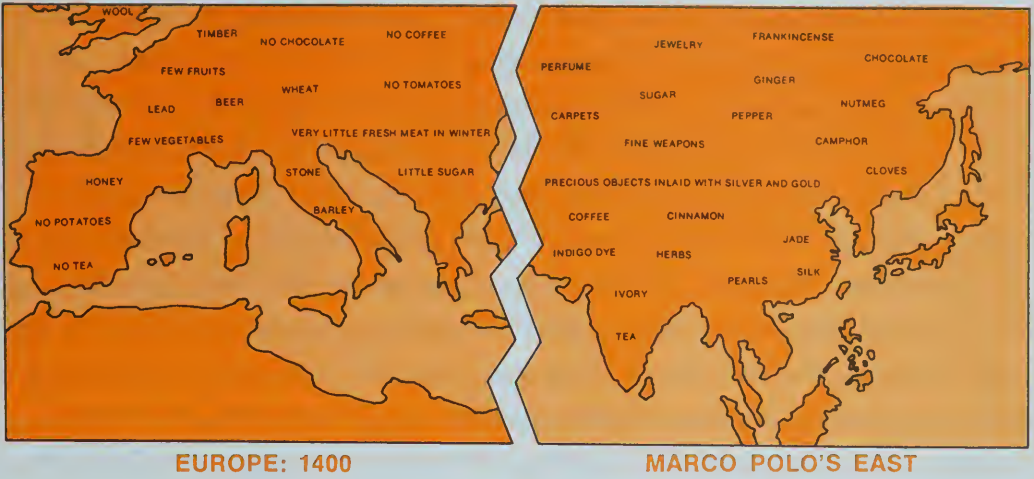 WOOL
TIMBER
NO CHOCOLATE
NO COFFEE
FEW FRUITS
WHEAT
NO TOMATOES
LEAD
BEER
FEW VEGETABLES
VERY LITTLE FRESH MEAT IN WINTER
HONEY
STONE
LITTLE SUGAR
NO POTATOES
BARLEY
NO TEA
EUROPE: 1400
JEWELRY
FRANKINCENSE
CHOCOLATE
PERFUME
GINGER
SUGAR
NUTMEG
CARPETS
PEPPER
FINE WEAPONS
CAMPHOR
CLOVES
PRECIOUS OBJECTS INLAID WITH SILVER AND GOLD
COFFEE
CINNAMON
JADE
INDIGO DYE
HERBS
SILK
PEARLS
IVORY
TEA
MARCO POLO'S EAST